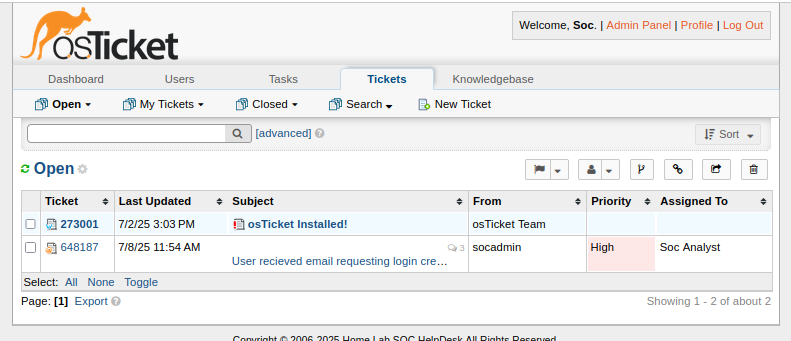 osTicket
Welcome, Soc. | Admin Panel | Profile | Log Out
Dashboard Users Tasks Tickets Knowledgebase
Open My Tickets Closed Search New Ticket
[advanced] Sort
Open
Ticket Last Updated Subject From Priority Assigned To
273001 7/2/25 3:03 PM osTicket Installed! osTicket Team
648187 7/8/25 11:54 AM 3 socadmin High Soc Analyst
User recieved email requesting login cre…
Select: All None Toggle
Page: [1] Export Showing 1 - 2 of about 2
Copyright © 2006-2025 Home Lab SOC HelpDesk All Rights Reserved.